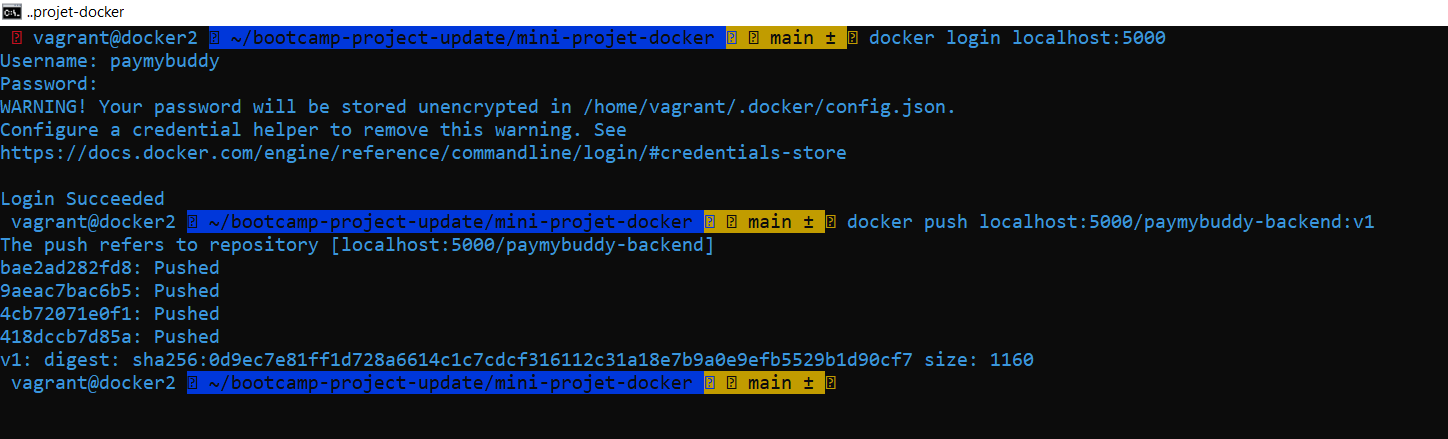 ..projet-docker
vagrant@docker2 ~/bootcamp-project-update/mini-projet-docker main ± docker login localhost:5000
Username: paymybuddy
Password:
WARNING! Your password will be stored unencrypted in /home/vagrant/.docker/config.json.
Configure a credential helper to remove this warning. See
https://docs.docker.com/engine/reference/commandline/login/#credentials-store
Login Succeeded
vagrant@docker2 ~/bootcamp-project-update/mini-projet-docker main ± docker push localhost:5000/paymybuddy-backend:v1
The push refers to repository [localhost:5000/paymybuddy-backend]
bae2ad282fd8: Pushed
9aeac7bac6b5: Pushed
4cb72071e0f1: Pushed
418dccb7d85a: Pushed
v1: digest: sha256:0d9ec7e81ff1d728a6614c1c7cdcf316112c31a18e7b9a0e9efb5529b1d90cf7 size: 1160
vagrant@docker2 ~/bootcamp-project-update/mini-projet-docker main ±